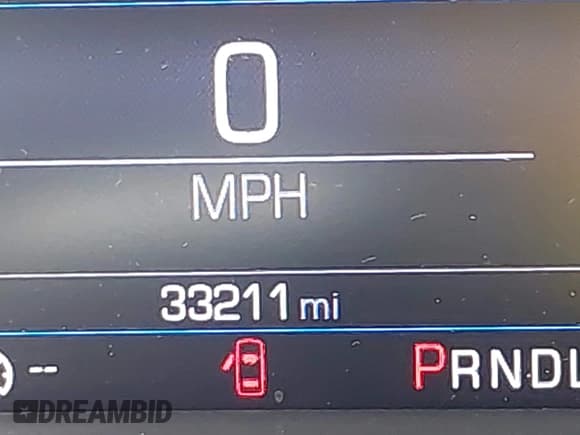 0
MPH
33211 mi
-- PRNDL
DREAMBID